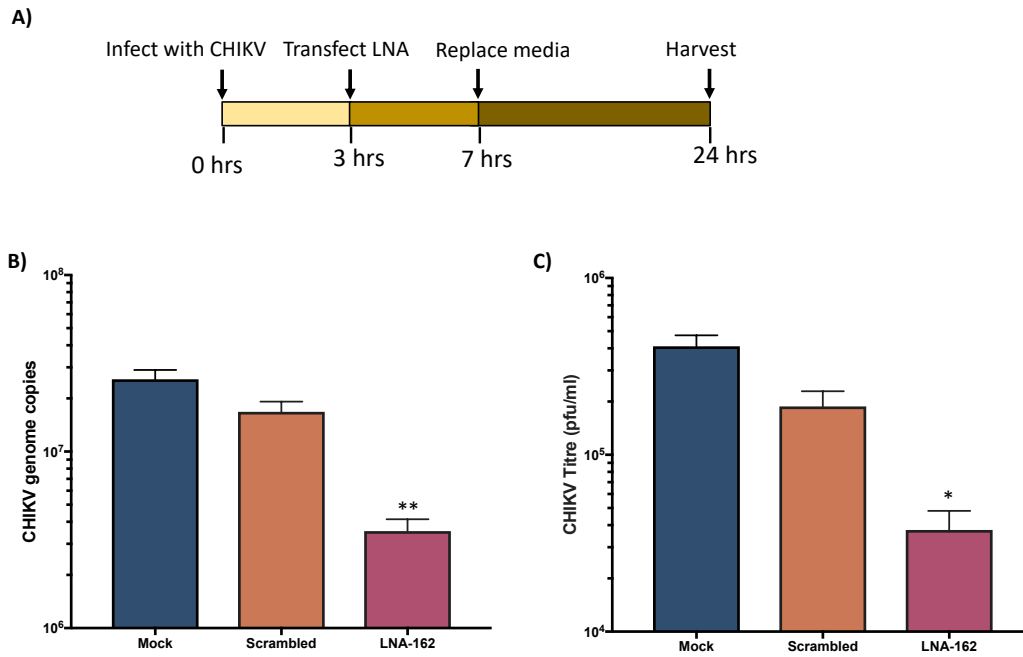 A)
Infect with CHIKV Transfect LNA Replace media Harvest
0 hrs 3 hrs 7 hrs 24 hrs
B)
CHIKV genome copies
10⁸
10⁷
10⁶
**
Mock Scrambled LNA-162
C)
CHIKV Titre (pfu/ml)
10⁶
10⁵
10⁴
*
Mock Scrambled LNA-162